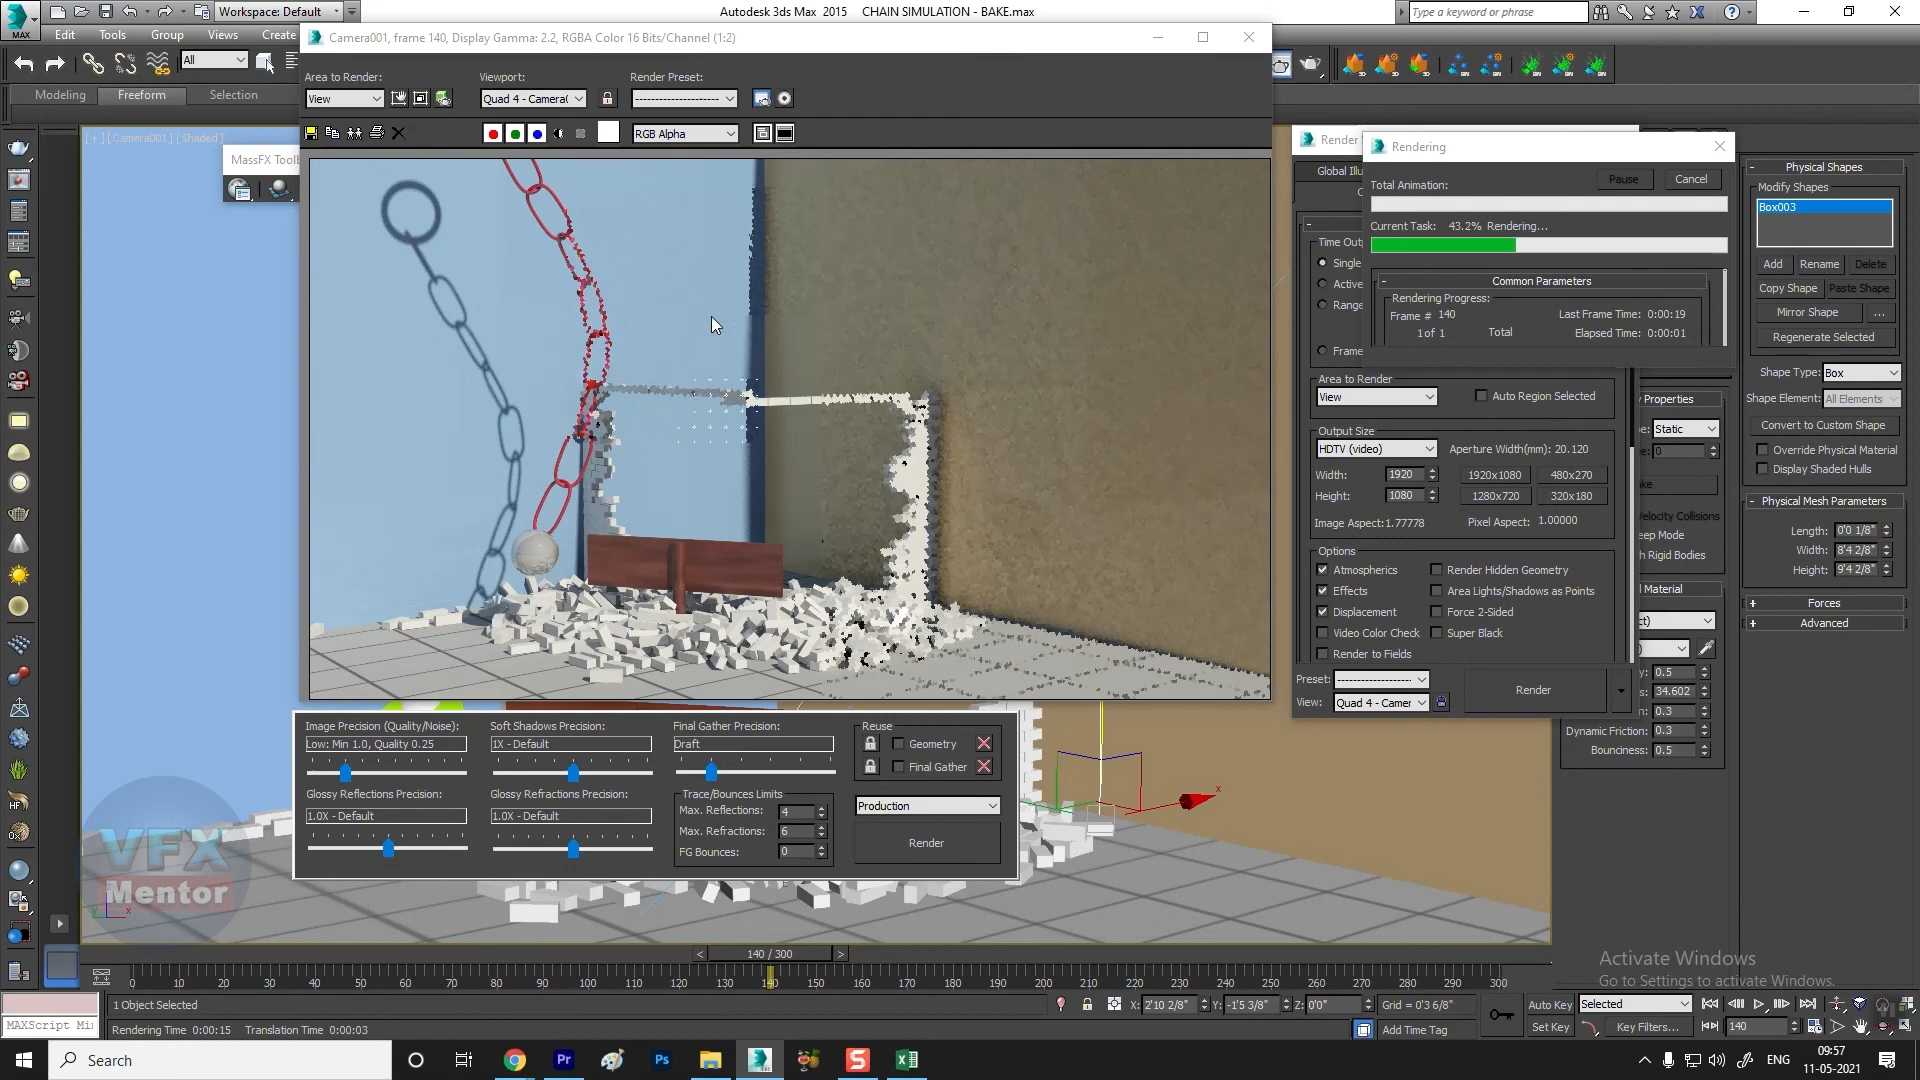 Workspace: Default
Autodesk 3ds Max 2015 CHAIN SIMULATION - BAKE.max
Type a keyword or phrase
MAX
Edit Tools Group Views Create
Camera001, frame 140, Display Gamma: 2.2, RGBA Color 16 Bits/Channel (1:2)
All
Area to Render: Viewport: Render Preset:
View Quad 4 - Camera( --------------------
Modeling Freeform Selection
RGB Alpha
[+][Camera001][Shaded]
MassFX Toolb
Render
Rendering
Global Illu
Total Animation:
Pause Cancel
Current Task: 43.2% Rendering...
Common Parameters
Rendering Progress:
Frame # 140 Last Frame Time: 0:00:19
1 of 1 Total Elapsed Time: 0:00:01
Time Outp
Single
Active
Range
Frame
Area to Render
View Auto Region Selected
Output Size
HDTV (video) Aperture Width(mm): 20.120
Width: 1920 1920x1080 480x270
Height: 1080 1280x720 320x180
Image Aspect: 1.77778 Pixel Aspect: 1.00000
Options
Atmospherics Render Hidden Geometry
Effects Area Lights/Shadows as Points
Displacement Force 2-Sided
Video Color Check Super Black
Render to Fields
Preset: --------------------
View: Quad 4 - Camer
Render
Physical Shapes
Modify Shapes
Box003
Add Rename Delete
Copy Shape Paste Shape
Mirror Shape ...
Regenerate Selected
Shape Type: Box
Shape Element: All Elements
Convert to Custom Shape
Override Physical Material
Display Shaded Hulls
Physical Mesh Parameters
Length: 0'0 1/8"
Width: 8'4 2/8"
Height: 9'4 2/8"
Forces
Advanced
Properties
Static
0
Velocity Collisions
eep Mode
h Rigid Bodies
l Material
0.5
34.602
0.3
Dynamic Friction: 0.3
Bounciness: 0.5
Image Precision (Quality/Noise): Soft Shadows Precision: Final Gather Precision: Reuse
Low: Min 1.0, Quality 0.25 1X - Default Draft Geometry
Final Gather
Glossy Reflections Precision: Glossy Refractions Precision: Trace/Bounces Limits
1.0X - Default 1.0X - Default
Max. Reflections: 4
Max. Refractions: 6
FG Bounces: 0
Production
Render
x
VFX
Mentor
y x
Activate Windows
Go to Settings to activate Windows.
< 140 / 300 >
0 10 20 30 40 50 60 70 80 90 100 110 120 130 140 150 160 170 180 190 200 210 220 230 240 250 260 270 280 290 300
1 Object Selected
X: 2'10 2/8" Y: -1'5 3/8" Z: 0'0" Grid = 0'3 6/8"
Auto Key Selected
MAXScript Mi
Rendering Time 0:00:15 Translation Time 0:00:03
Add Time Tag
Set Key Key Filters... 140
Search
Pr Ps S
ENG
09:57
11-05-2021